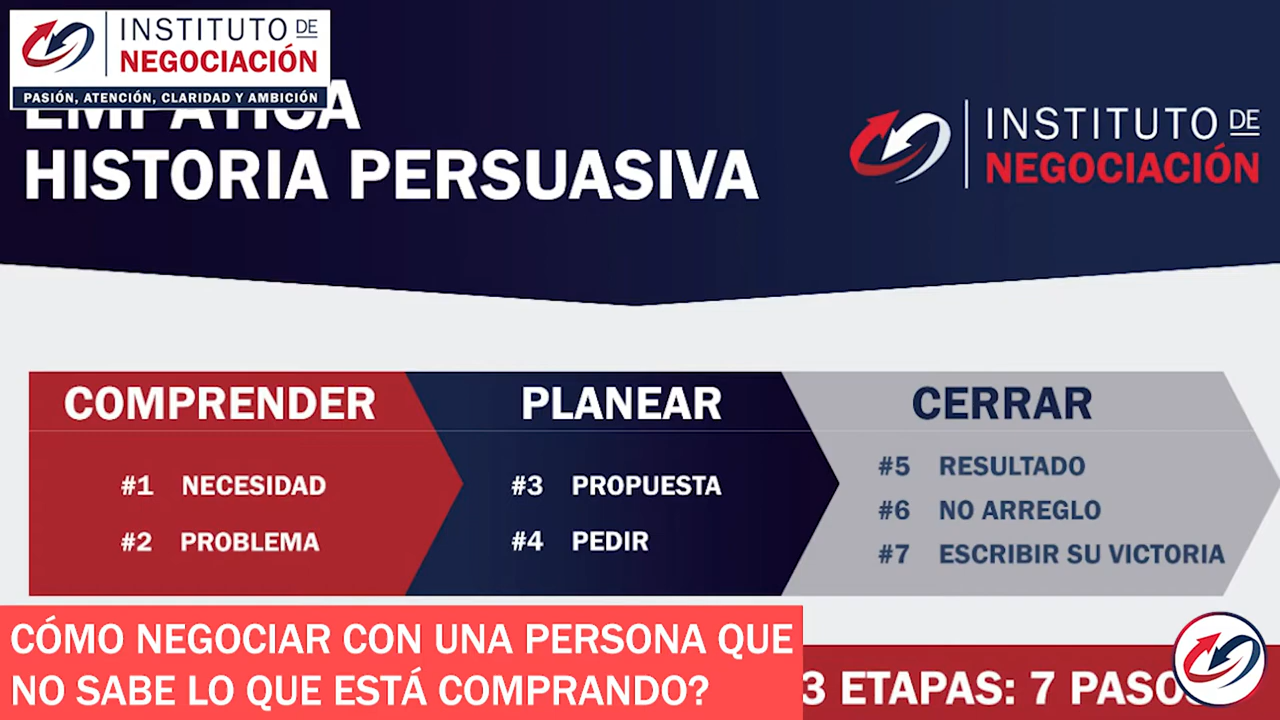 INSTITUTO DE
NEGOCIACIÓN
PASIÓN, ATENCIÓN, CLARIDAD Y AMBICIÓN
EMPÁTICA
HISTORIA PERSUASIVA
INSTITUTO DE
NEGOCIACIÓN
COMPRENDER
#1 NECESIDAD
#2 PROBLEMA
PLANEAR
#3 PROPUESTA
#4 PEDIR
CERRAR
#5 RESULTADO
#6 NO ARREGLO
#7 ESCRIBIR SU VICTORIA
CÓMO NEGOCIAR CON UNA PERSONA QUE
NO SABE LO QUE ESTÁ COMPRANDO?
3 ETAPAS: 7 PASO